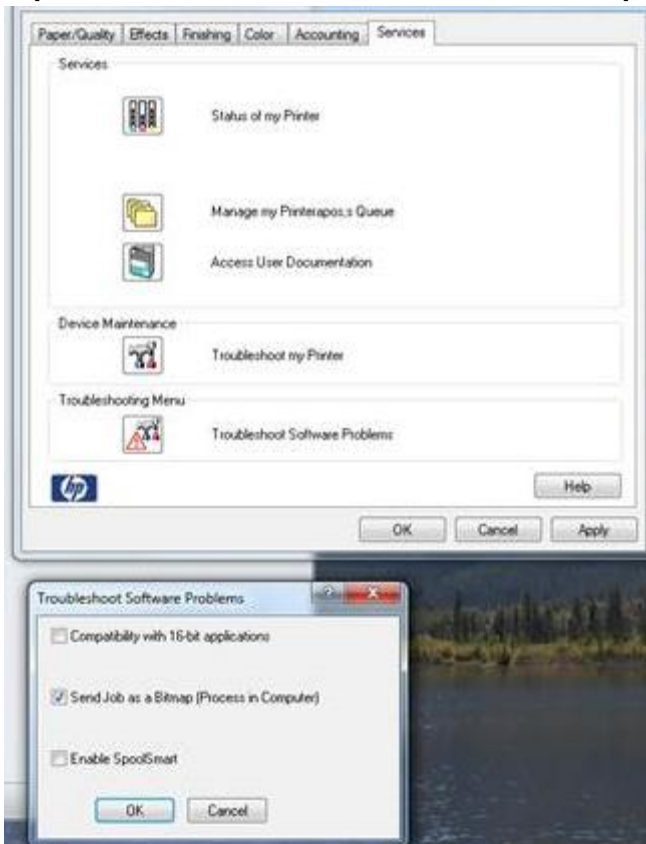 Paper/Quality Effects Finishing Color Accounting Services
Services
Status of my Printer
Manage my Printerapos;s Queue
Access User Documentation
Device Maintenance
Troubleshoot my Printer
Troubleshooting Menu
Troubleshoot Software Problems
hp
Help
OK Cancel Apply
Troubleshoot Software Problems
Compatibility with 16-bit applications
Send Job as a Bitmap (Process in Computer)
Enable SpoolSmart
OK Cancel